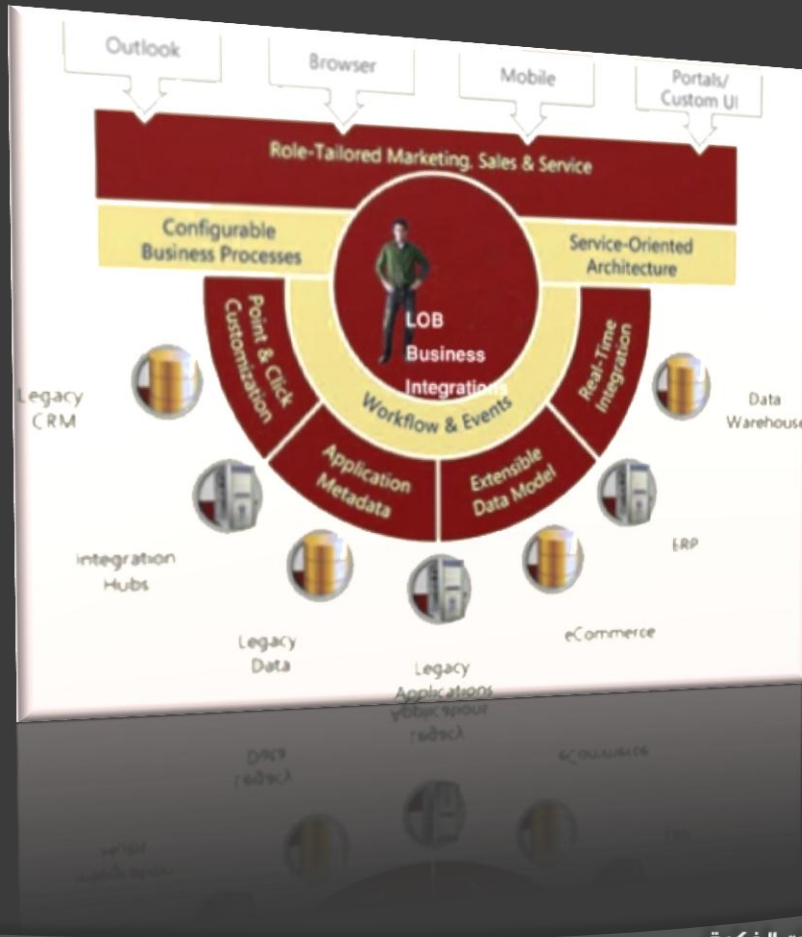 Outlook
Browser
Mobile
Portals/
Custom UI
Role-Tailored Marketing, Sales & Service
Configurable
Business Processes
Service-Oriented
Architecture
LOB
Business
Integrations
Workflow & Events
Point & Click
Customization
Application
Metadata
Extensible
Data Model
Real-Time
Integration
Legacy
CRM
Data
Warehouse
Integration
Hubs
ERP
Legacy
Data
eCommerce
Legacy
Applications